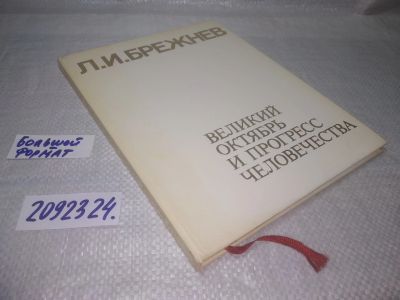 Л.И.БРЕЖНЕВ
ВЕЛИКИЙ
ОКТЯБРЬ
И ПРОГРЕСС
ЧЕЛОВЕЧЕСТВА
БОЛЬШОЙ
ФОРМАТ
2092324.